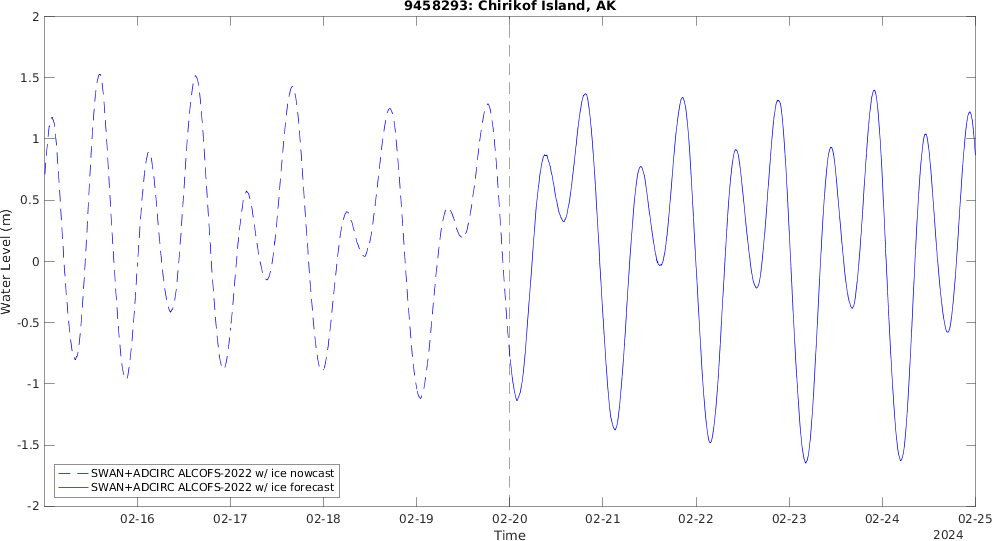 9458293: Chirikof Island, AK
2
1.5
1
0.5
0
-0.5
-1
-1.5
-2
Water Level (m)
SWAN+ADCIRC ALCOFS-2022 w/ ice nowcast
SWAN+ADCIRC ALCOFS-2022 w/ ice forecast
02-16 02-17 02-18 02-19 02-20 02-21 02-22 02-23 02-24 02-25
Time
2024